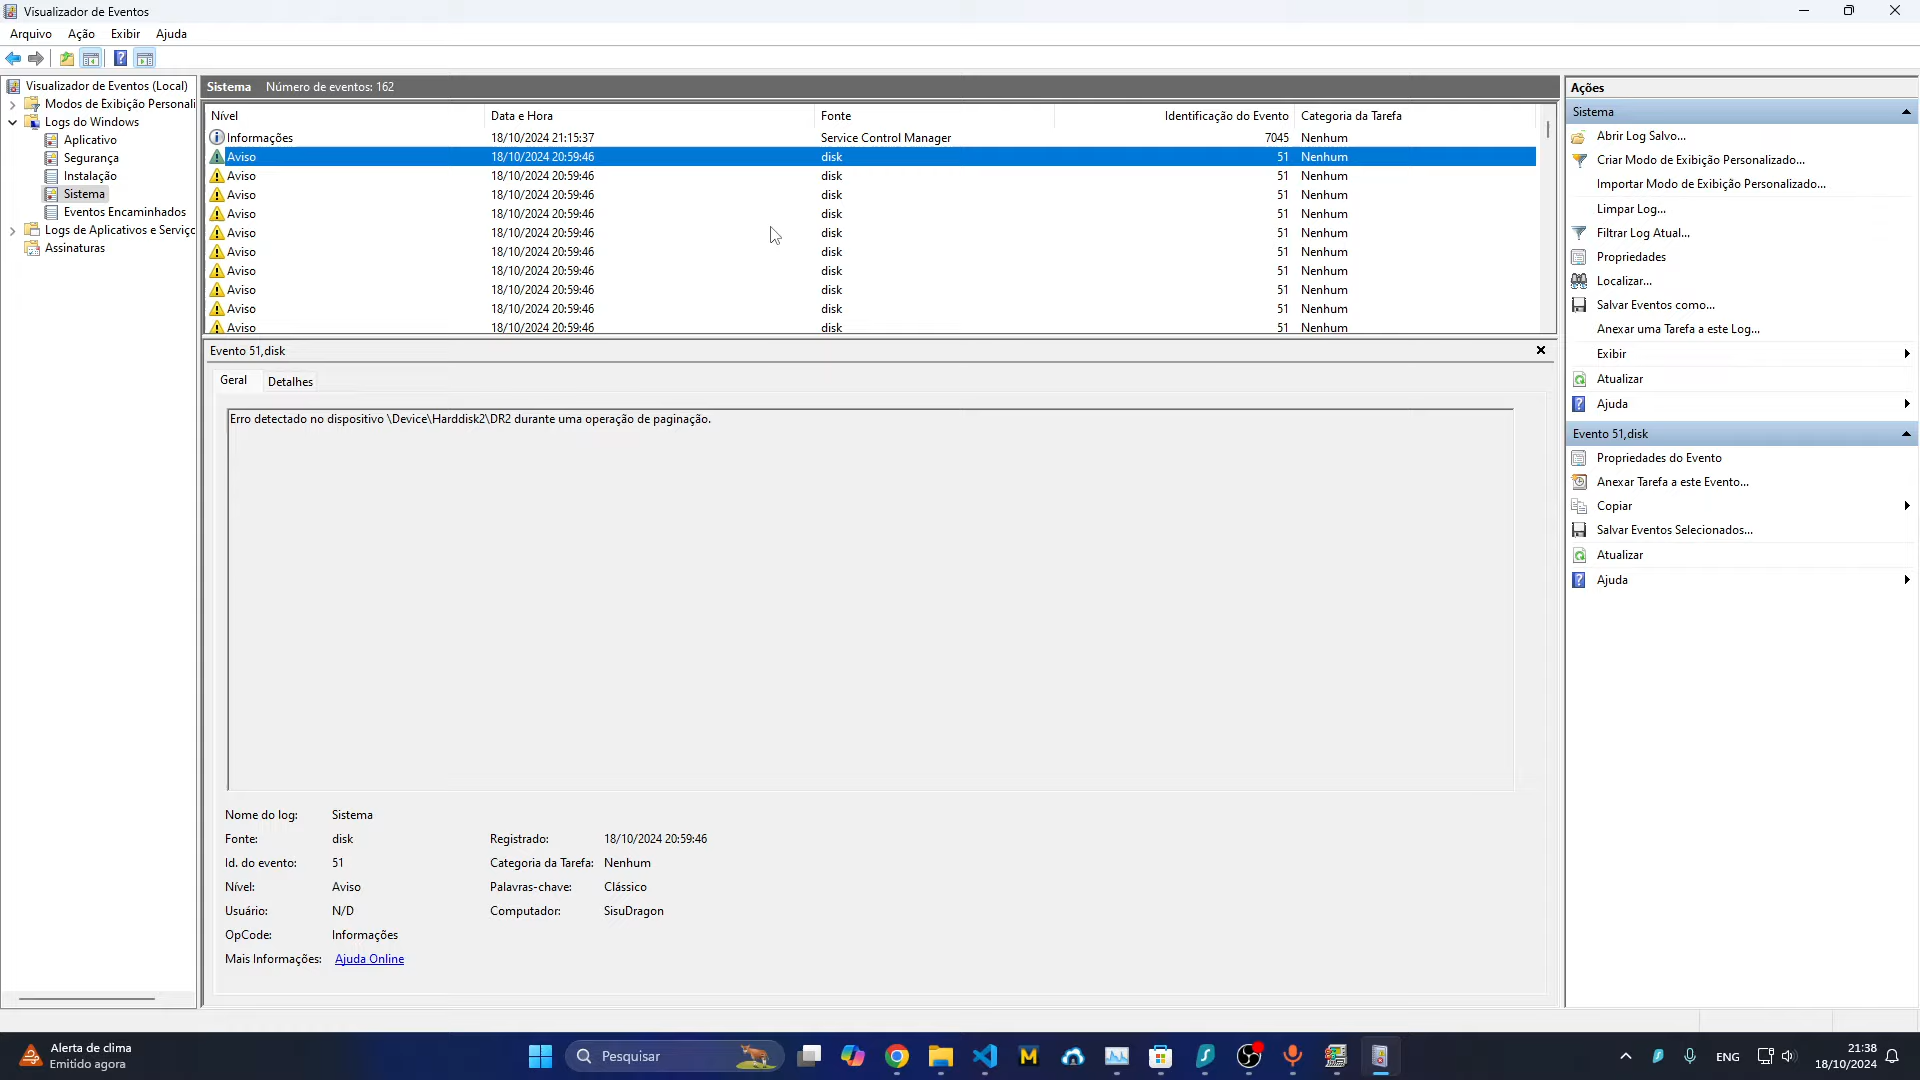 Visualizador de Eventos
Arquivo Ação Exibir Ajuda
Visualizador de Eventos (Local)
Modos de Exibição Personali
Logs do Windows
Aplicativo
Segurança
Instalação
Sistema
Eventos Encaminhados
Logs de Aplicativos e Serviço
Assinaturas
Sistema Número de eventos: 162
Nível Data e Hora Fonte Identificação do Evento Categoria da Tarefa
Informações 18/10/2024 21:15:37 Service Control Manager 7045 Nenhum
Aviso 18/10/2024 20:59:46 disk 51 Nenhum
Aviso 18/10/2024 20:59:46 disk 51 Nenhum
Aviso 18/10/2024 20:59:46 disk 51 Nenhum
Aviso 18/10/2024 20:59:46 disk 51 Nenhum
Aviso 18/10/2024 20:59:46 disk 51 Nenhum
Aviso 18/10/2024 20:59:46 disk 51 Nenhum
Aviso 18/10/2024 20:59:46 disk 51 Nenhum
Aviso 18/10/2024 20:59:46 disk 51 Nenhum
Aviso 18/10/2024 20:59:46 disk 51 Nenhum
Aviso 18/10/2024 20:59:46 disk 51 Nenhum
Evento 51,disk
Geral Detalhes
Erro detectado no dispositivo \Device\Harddisk2\DR2 durante uma operação de paginação.
Nome do log: Sistema
Fonte: disk Registrado: 18/10/2024 20:59:46
Id. do evento: 51 Categoria da Tarefa: Nenhum
Nível: Aviso Palavras-chave: Clássico
Usuário: N/D Computador: SisuDragon
OpCode: Informações
Mais Informações: Ajuda Online
Ações
Sistema
Abrir Log Salvo...
Criar Modo de Exibição Personalizado...
Importar Modo de Exibição Personalizado...
Limpar Log...
Filtrar Log Atual...
Propriedades
Localizar...
Salvar Eventos como...
Anexar uma Tarefa a este Log...
Exibir
Atualizar
Ajuda
Evento 51,disk
Propriedades do Evento
Anexar Tarefa a este Evento...
Copiar
Salvar Eventos Selecionados...
Atualizar
Ajuda
Alerta de clima
Emitido agora
Pesquisar
M
ENG
21:38
18/10/2024